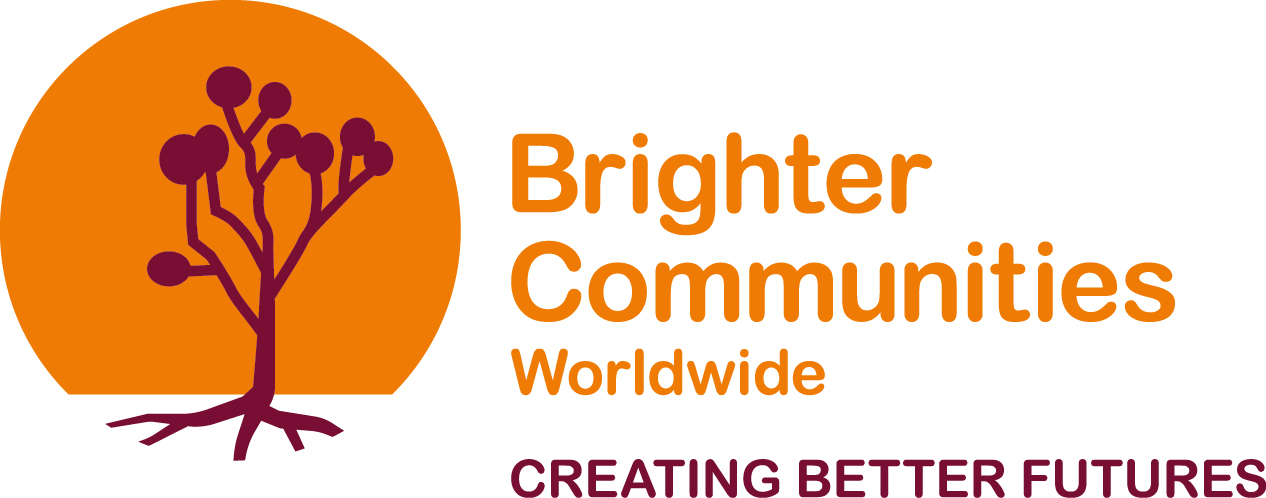 Brighter
Communities
Worldwide
CREATING BETTER FUTURES